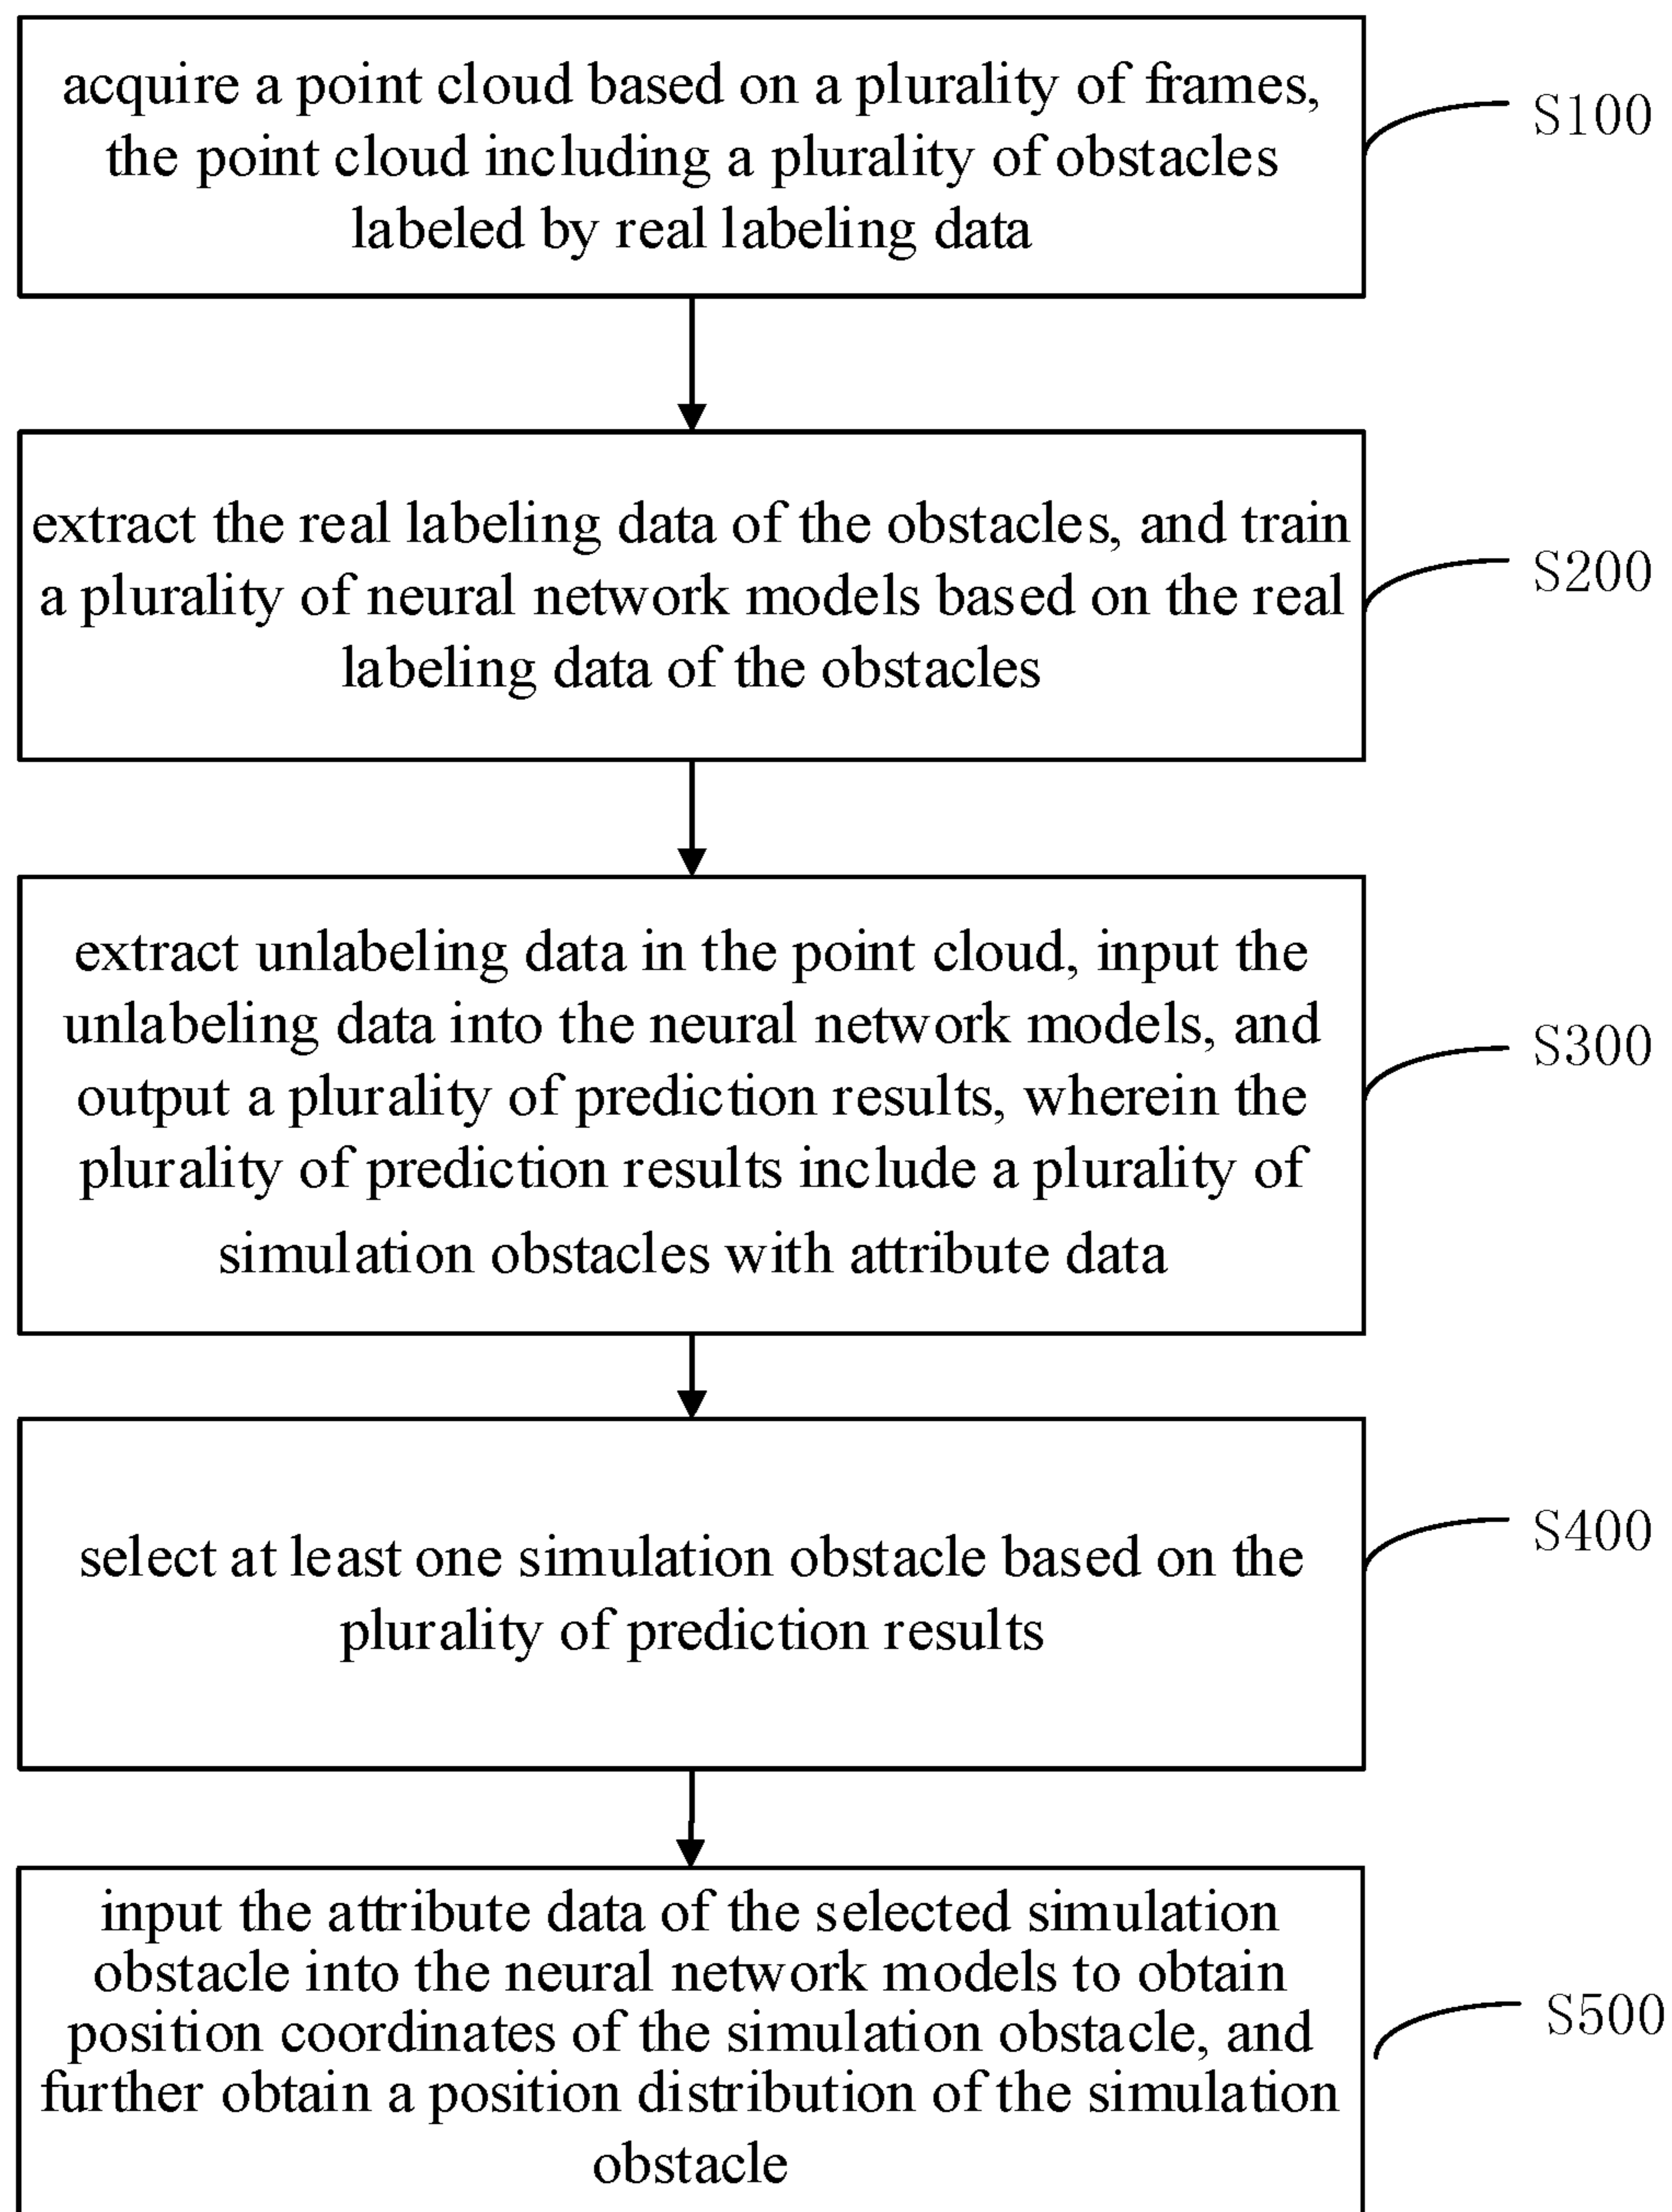 acquire a point cloud based on a plurality of frames,
the point cloud including a plurality of obstacles
labeled by real labeling data
S100
extract the real labeling data of the obstacles, and train
a plurality of neural network models based on the real
labeling data of the obstacles
S200
extract unlabeling data in the point cloud, input the
unlabeling data into the neural network models, and
output a plurality of prediction results, wherein the
plurality of prediction results include a plurality of
simulation obstacles with attribute data
S300
select at least one simulation obstacle based on the
plurality of prediction results
S400
input the attribute data of the selected simulation
obstacle into the neural network models to obtain
position coordinates of the simulation obstacle, and
further obtain a position distribution of the simulation
obstacle
S500